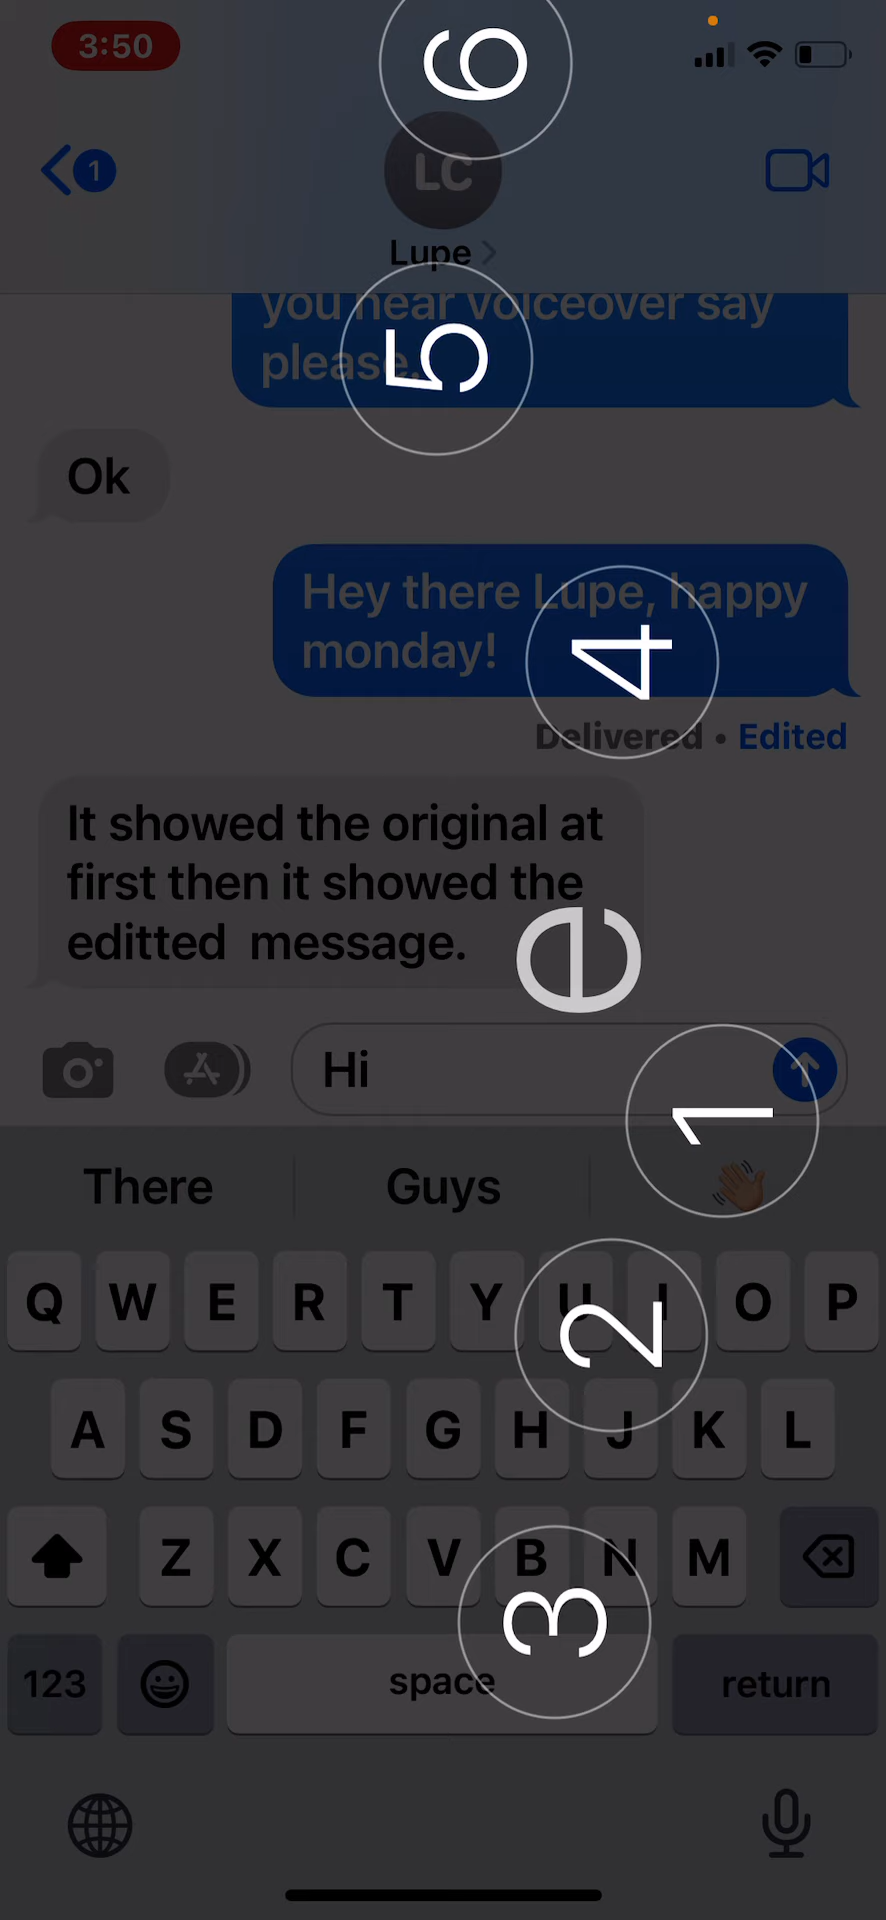 3:50
6
1
LC
Lupe
you hear voiceover say
please.
5
Ok
Hey there Lupe, happy
monday!
4
Delivered • Edited
It showed the original at
first then it showed the
editted message.
e
Hi
1
There Guys 👋🏼
Q W E R T Y U I O P
2
A S D F G H J K L
Z X C V B N M
3
123 space return